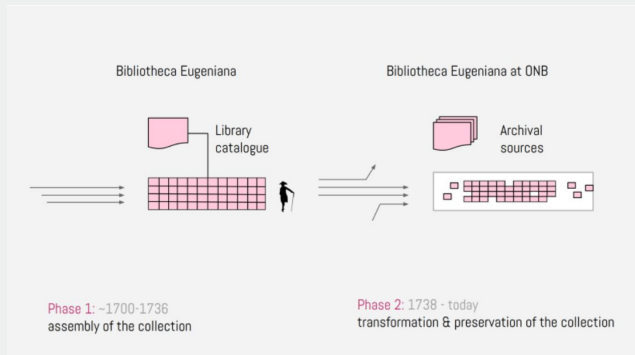 Bibliotheca Eugeniana
Bibliotheca Eugeniana at ONB
Library
catalogue
Archival
sources
Phase 1: ~1700-1736
assembly of the collection
Phase 2: 1738 - today
transformation & preservation of the collection